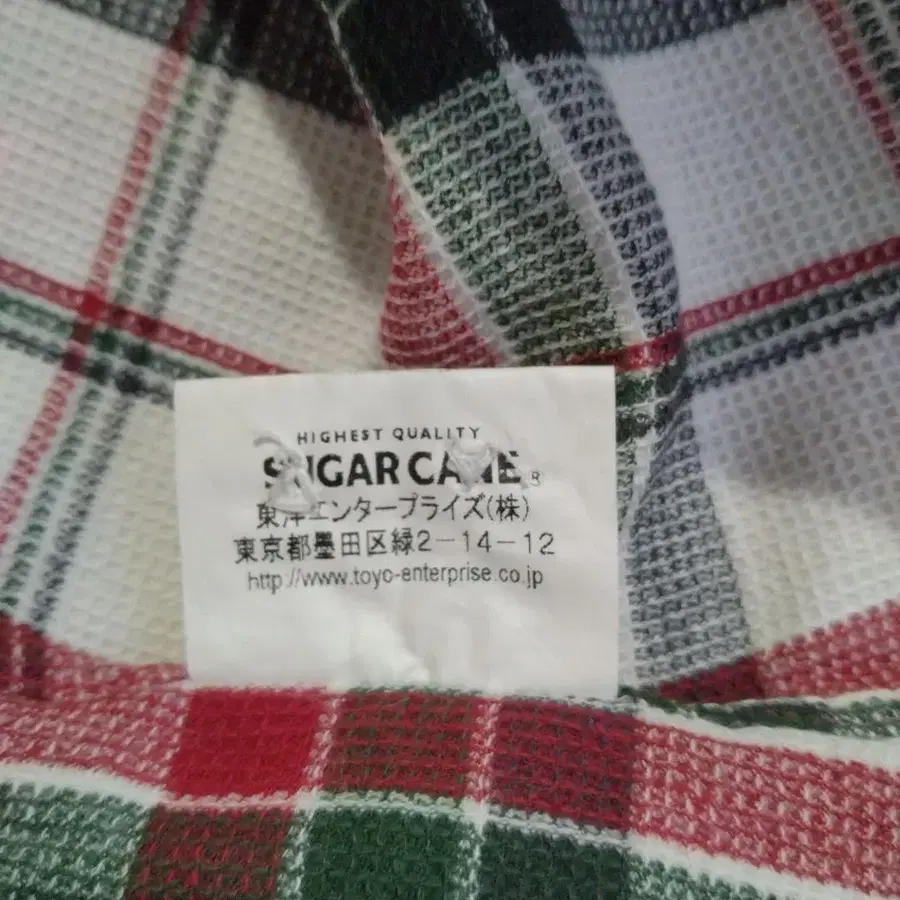 HIGHEST QUALITY
SUGAR CANE®
東洋エンタープライズ(株)
東京都墨田区緑2-14-12
http://www.toyo-enterprise.co.jp